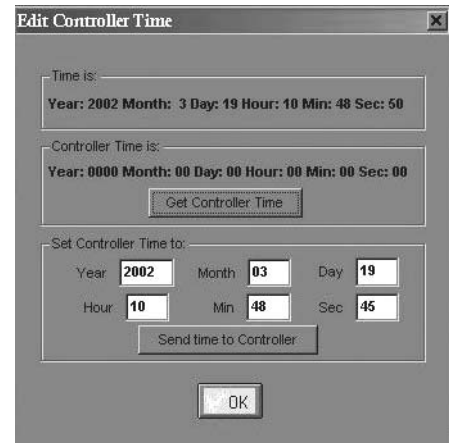 Edit Controller Time
Time is:
Year: 2002 Month: 3 Day: 19 Hour: 10 Min: 48 Sec: 50
Controller Time is:
Year: 0000 Month: 00 Day: 00 Hour: 00 Min: 00 Sec: 00
Get Controller Time
Set Controller Time to:
Year 2002 Month 03 Day 19
Hour 10 Min 48 Sec 45
Send time to Controller
OK